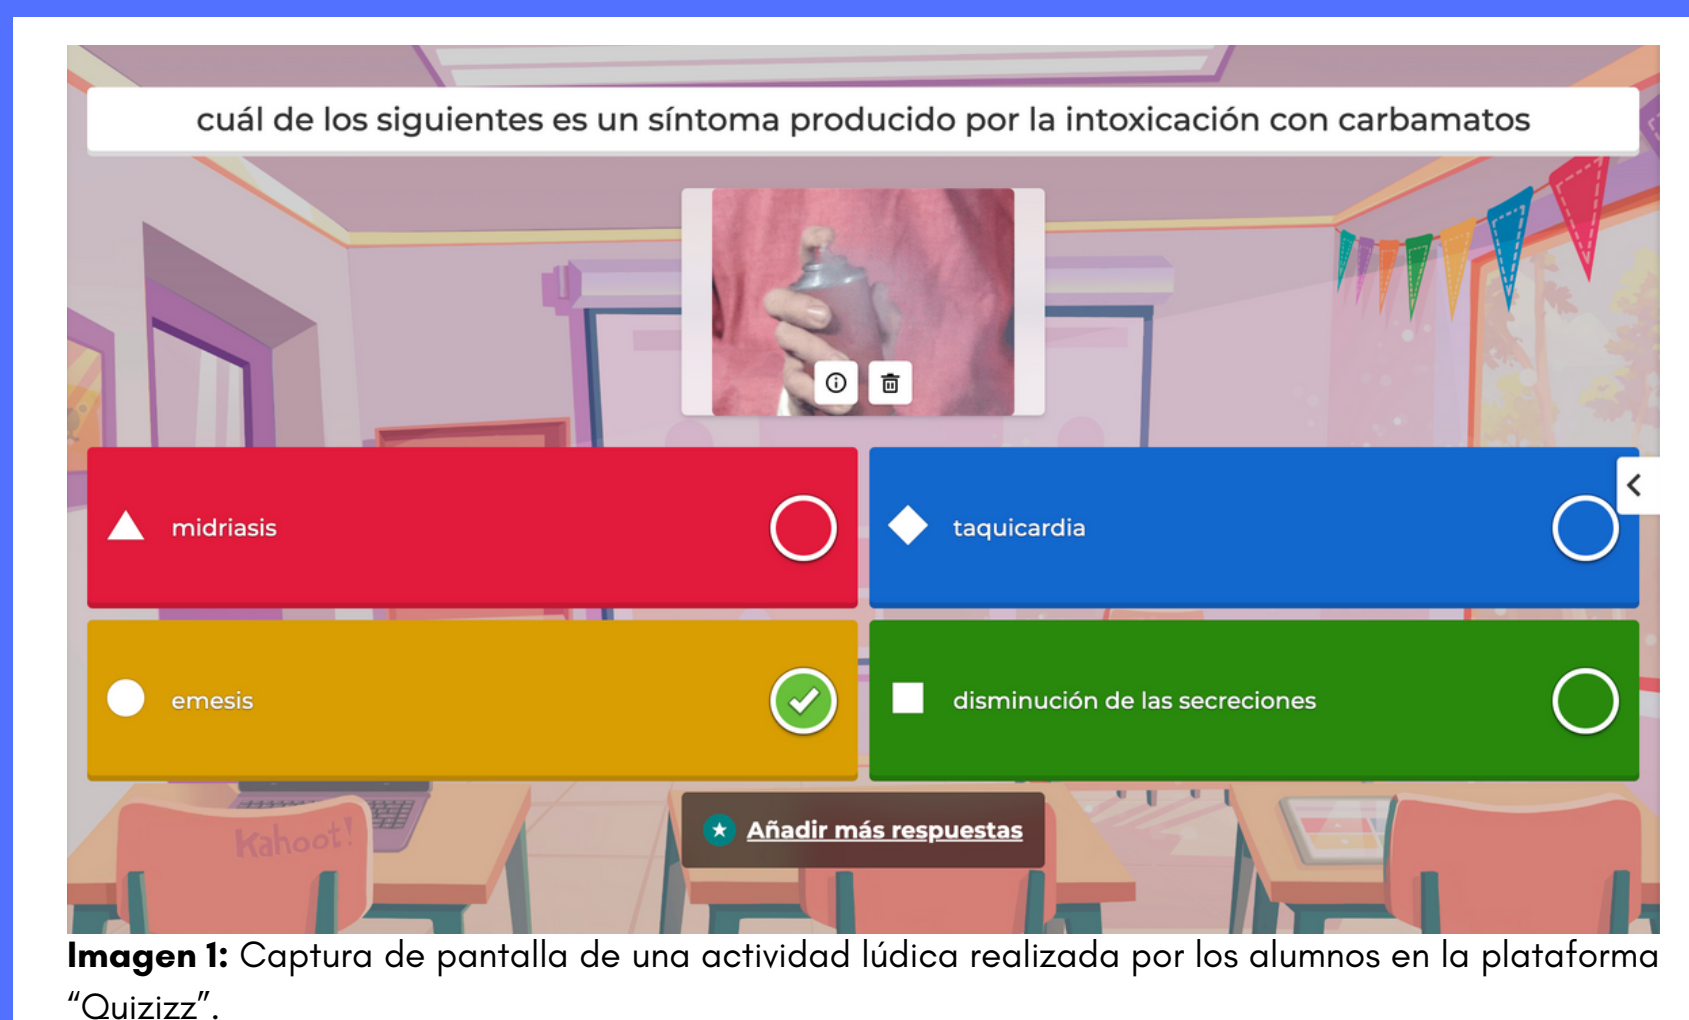 cuál de los siguientes es un síntoma producido por la intoxicación con carbamatos
midriasis
taquicardia
emesis
disminución de las secreciones
Añadir más respuestas
Kahoot!
Imagen 1: Captura de pantalla de una actividad lúdica realizada por los alumnos en la plataforma
“Quizizz”.